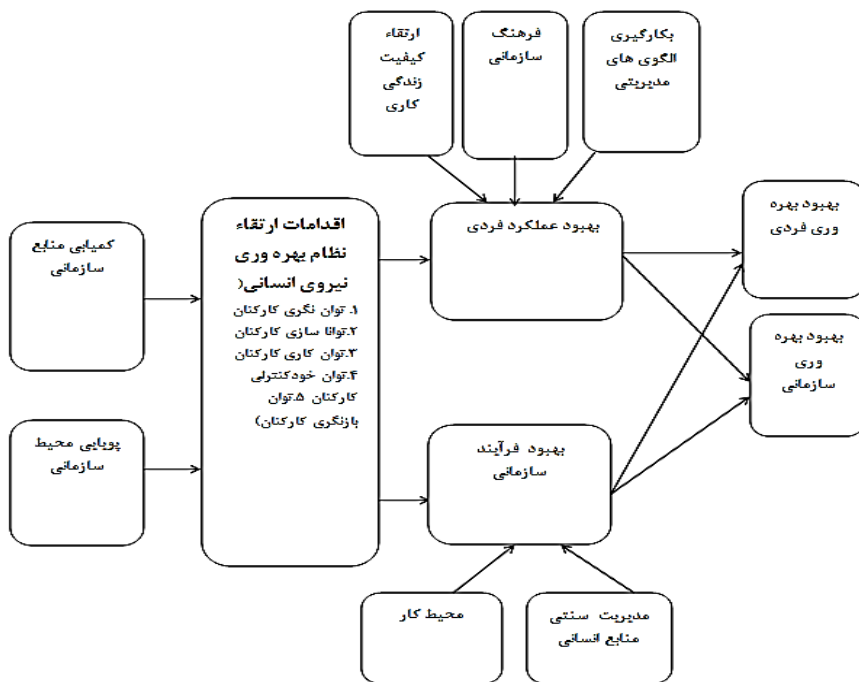 ارتقاء
کیفیت
زندگی
کاری
فرهنگ
سازمانی
بکارگیری
الگوی های
مدیریتی
کمیابی منابع
سازمانی
پویایی محیط
سازمانی
اقدامات ارتقاء
نظام بهره وری
نیروی انسانی(
۱. توان نگری کارکنان
۲.توانا سازی کارکنان
۳.توان کاری کارکنان
۴.توان خودکنترلی
کارکنان ۵.توان
بازنگری کارکنان)
بهبود عملکرد فردی
بهبود فرآیند
سازمانی
بهبود بهره
وری فردی
بهبود بهره
وری
سازمانی
محیط کار
مدیریت سنتی
منابع انسانی